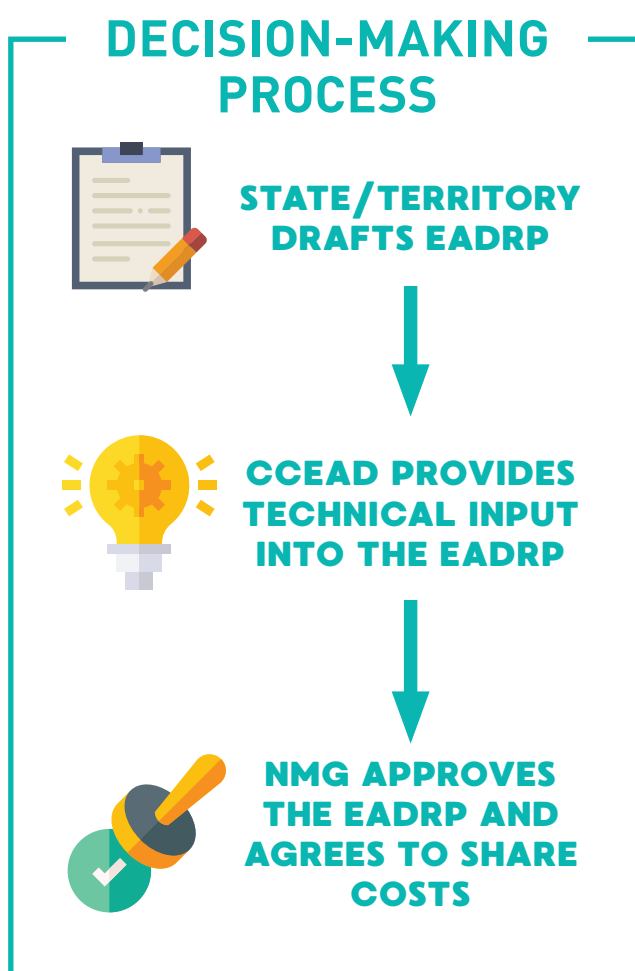 DECISION-MAKING
PROCESS
STATE/TERRITORY
DRAFTS EADRP
CCEAD PROVIDES
TECHNICAL INPUT
INTO THE EADRP
NMG APPROVES
THE EADRP AND
AGREES TO SHARE
COSTS